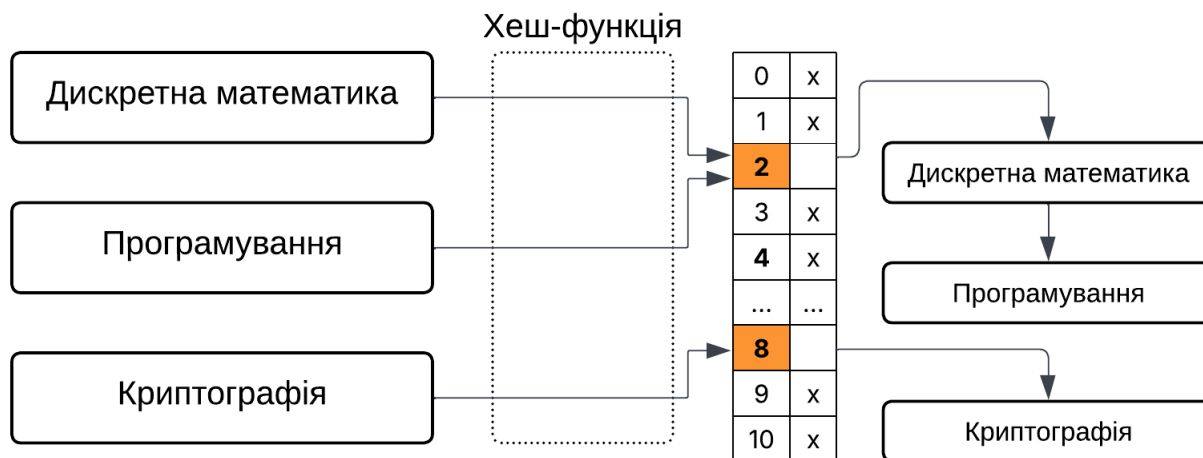 Хеш-функція
Дискретна математика
Програмування
Криптографія
0 x
1 x
2
3 x
4 x
... ...
8
9 x
10 x
Дискретна математика
Програмування
Криптографія